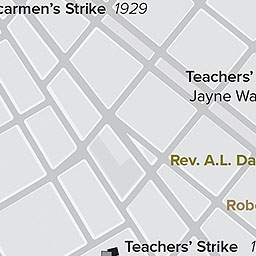 carmen's Strike 1929
Teachers'
Jayne Wa
Rev. A.L. Da
Robe
Teachers' Strike 1